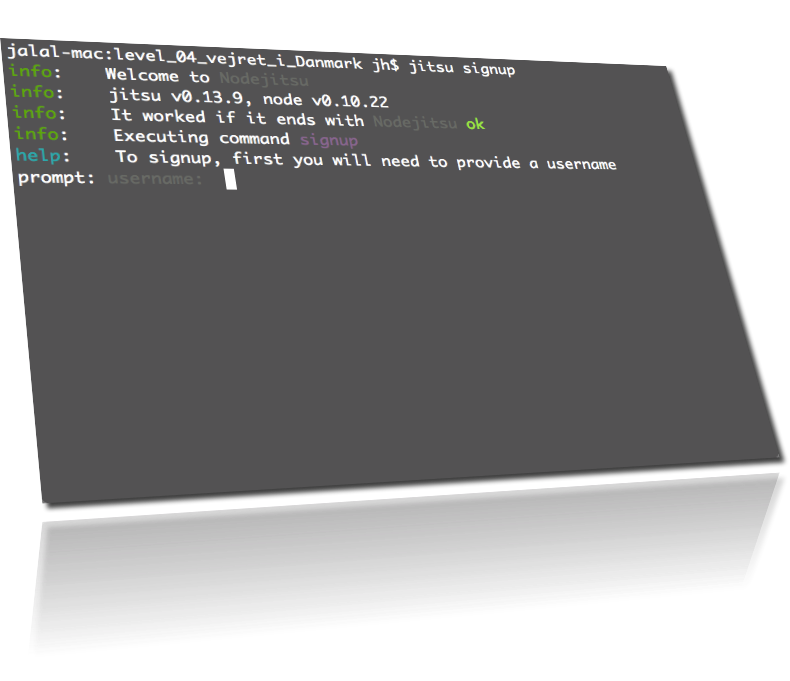 jalal-mac:level_04_vejret_i_Danmark jh$ jitsu signup
info:    Welcome to Nodejitsu
info:    jitsu v0.13.9, node v0.10.22
info:    It worked if it ends with Nodejitsu ok
info:    Executing command signup
help:    To signup, first you will need to provide a username
prompt: username: